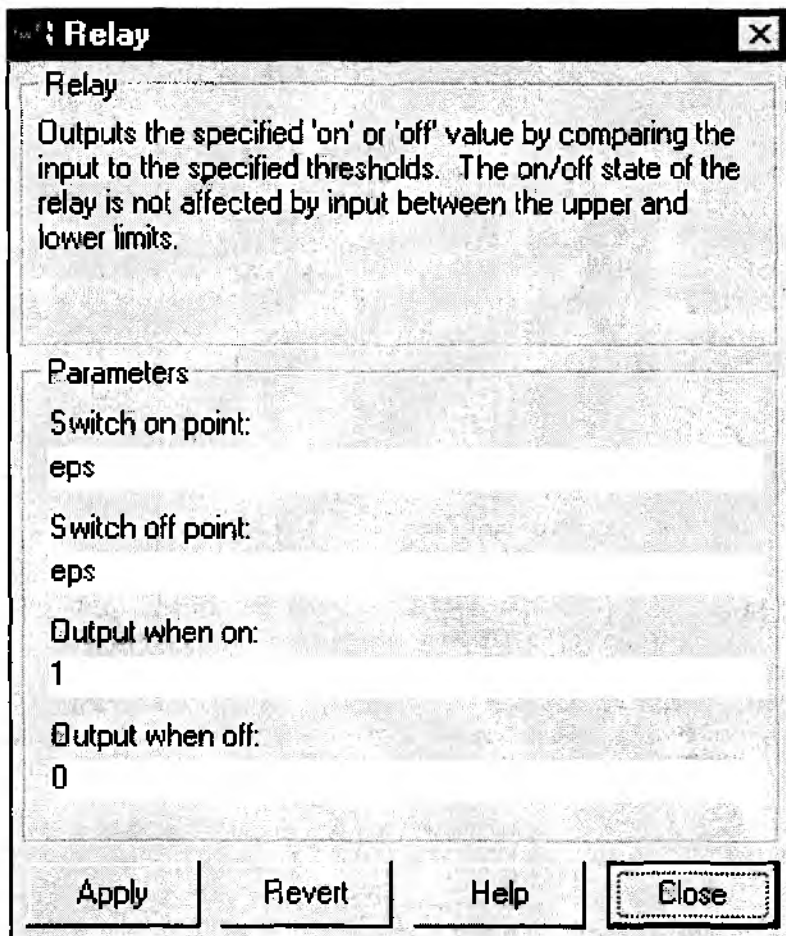 Relay
Relay
Outputs the specified 'on' or 'off' value by comparing the
input to the specified thresholds. The on/off state of the
relay is not affected by input between the upper and
lower limits.
Parameters
Switch on point:
eps
Switch off point:
eps
Output when on:
1
Output when off:
0
Apply
Revert
Help
Close